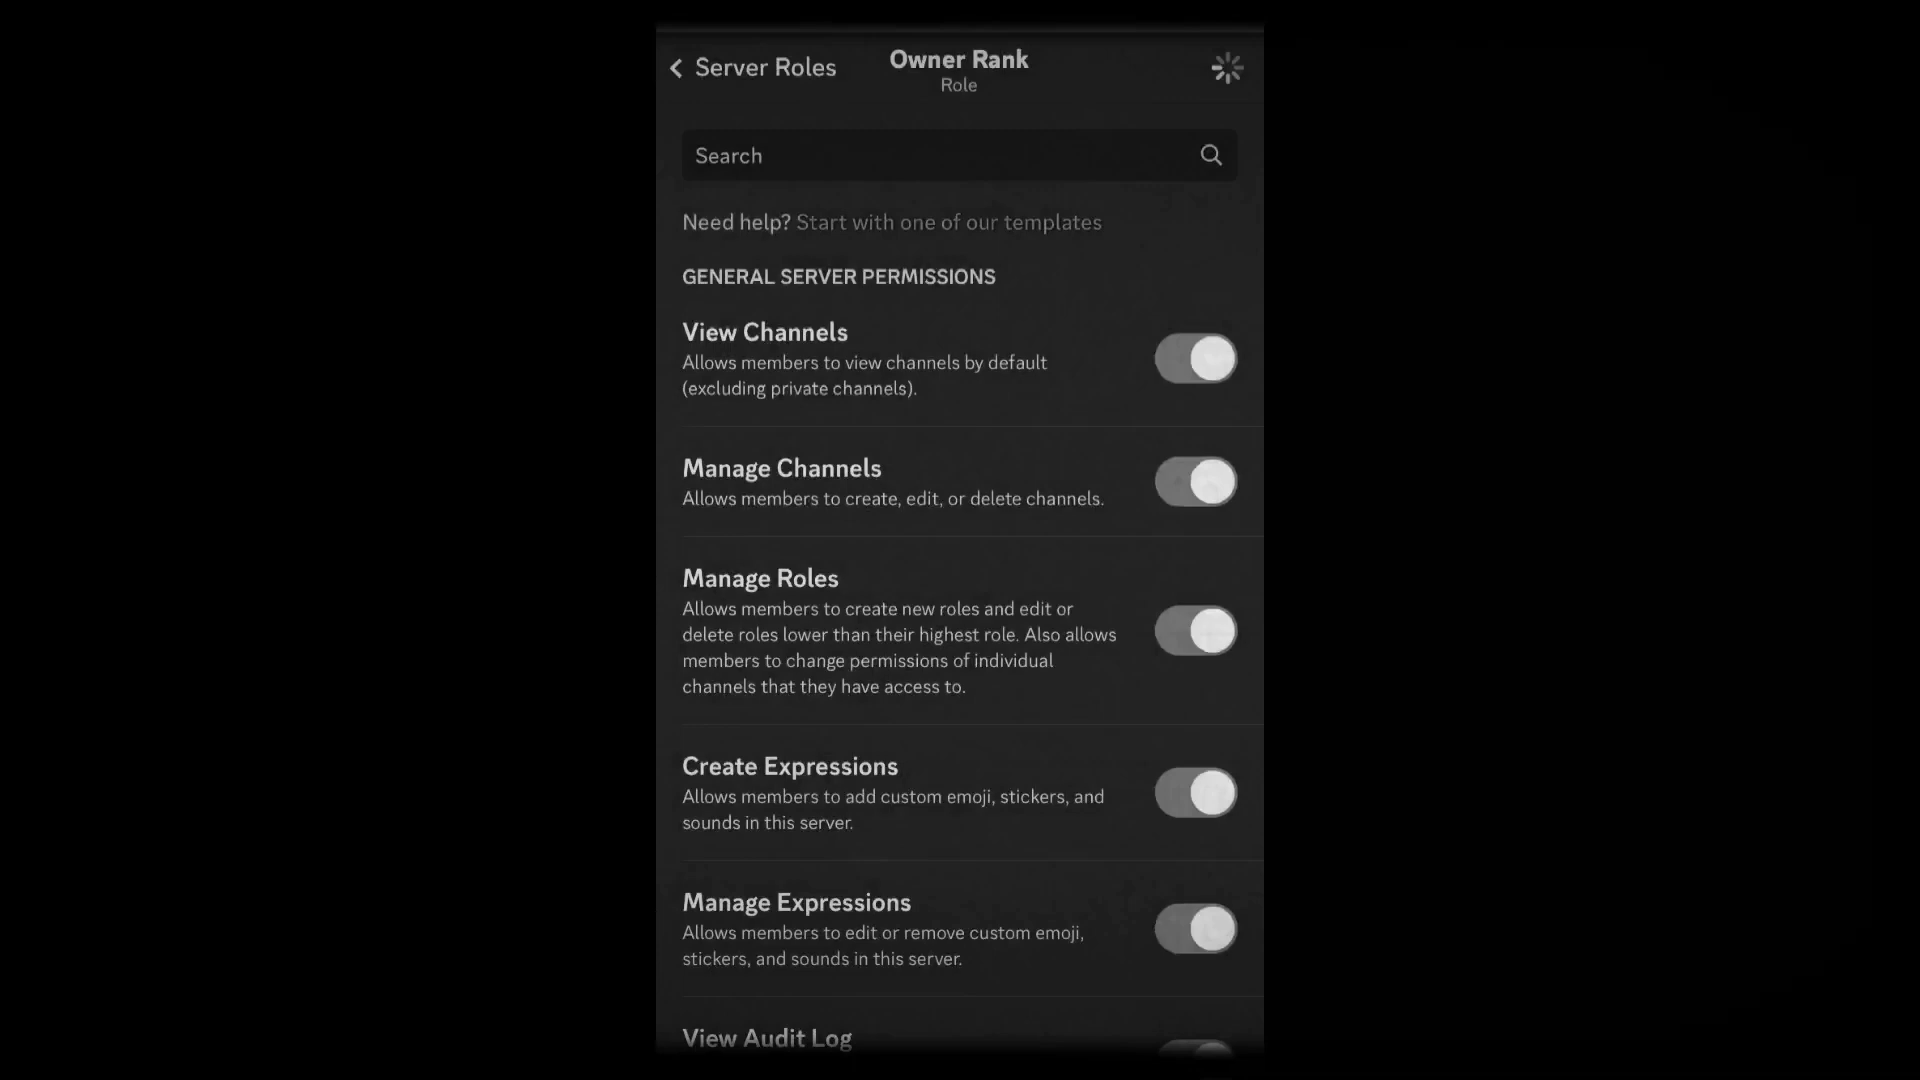 Server Roles
Owner Rank
Role
Search
Need help? Start with one of our templates
GENERAL SERVER PERMISSIONS
View Channels
Allows members to view channels by default
(excluding private channels).
Manage Channels
Allows members to create, edit, or delete channels.
Manage Roles
Allows members to create new roles and edit or
delete roles lower than their highest role. Also allows
members to change permissions of individual
channels that they have access to.
Create Expressions
Allows members to add custom emoji, stickers, and
sounds in this server.
Manage Expressions
Allows members to edit or remove custom emoji,
stickers, and sounds in this server.
View Audit Log